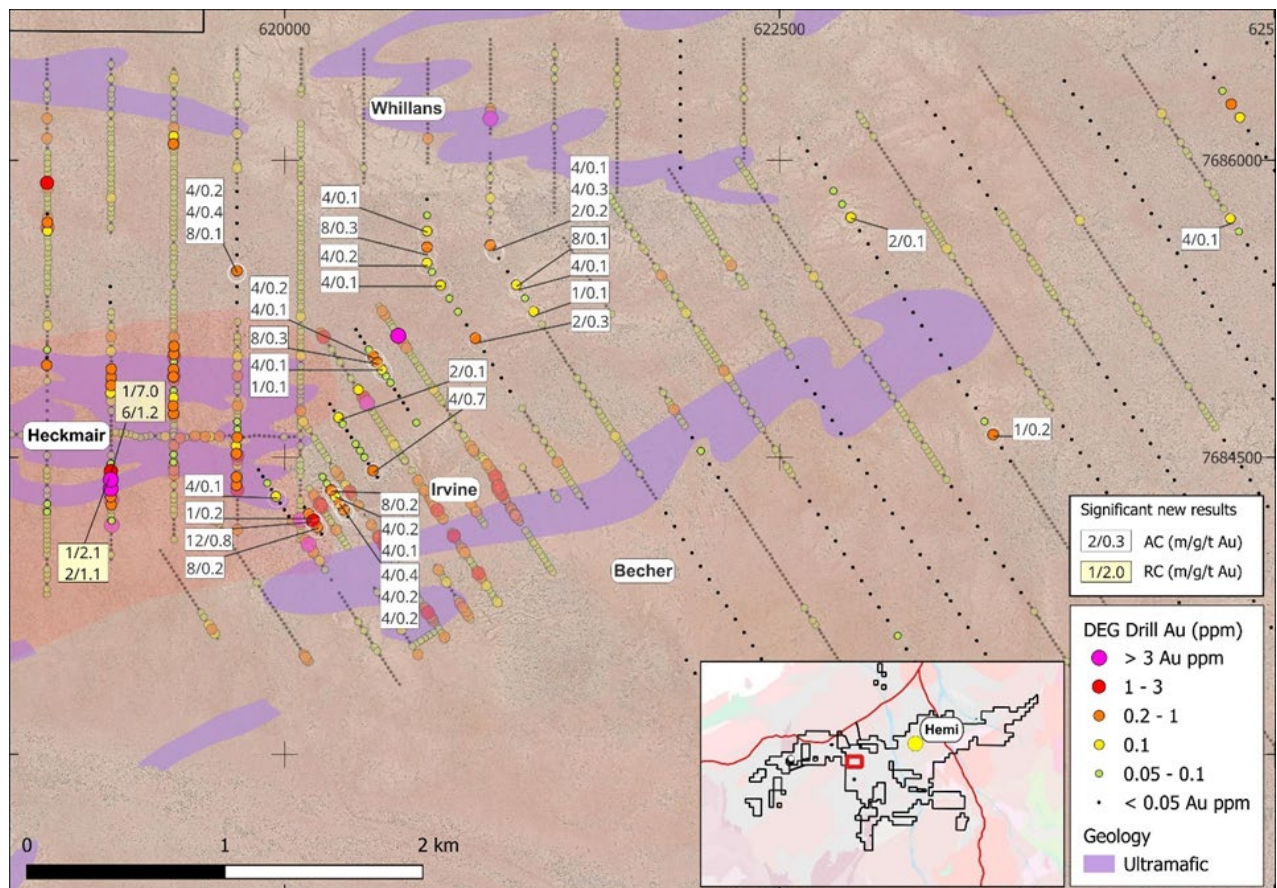 620000
622500
625
Whillans
7686000
4/0.1
4/0.3
2/0.2
4/0.2
4/0.4
8/0.1
4/0.1
8/0.3
4/0.2
4/0.1
8/0.1
4/0.1
1/0.1
2/0.3
2/0.1
4/0.1
4/0.2
4/0.1
8/0.3
4/0.1
1/0.1
2/0.1
4/0.7
1/7.0
6/1.2
Heckmair
1/0.2
7684500
Irvine
4/0.1
1/0.2
12/0.8
8/0.2
8/0.2
4/0.2
4/0.1
4/0.4
4/0.2
4/0.2
1/2.1
2/1.1
Becher
Significant new results
2/0.3 AC (m/g/t Au)
1/2.0 RC (m/g/t Au)
DEG Drill Au (ppm)
> 3 Au ppm
1 - 3
0.2 - 1
0.1
0.05 - 0.1
< 0.05 Au ppm
Geology
Ultramafic
Hemi
0 1 2 km